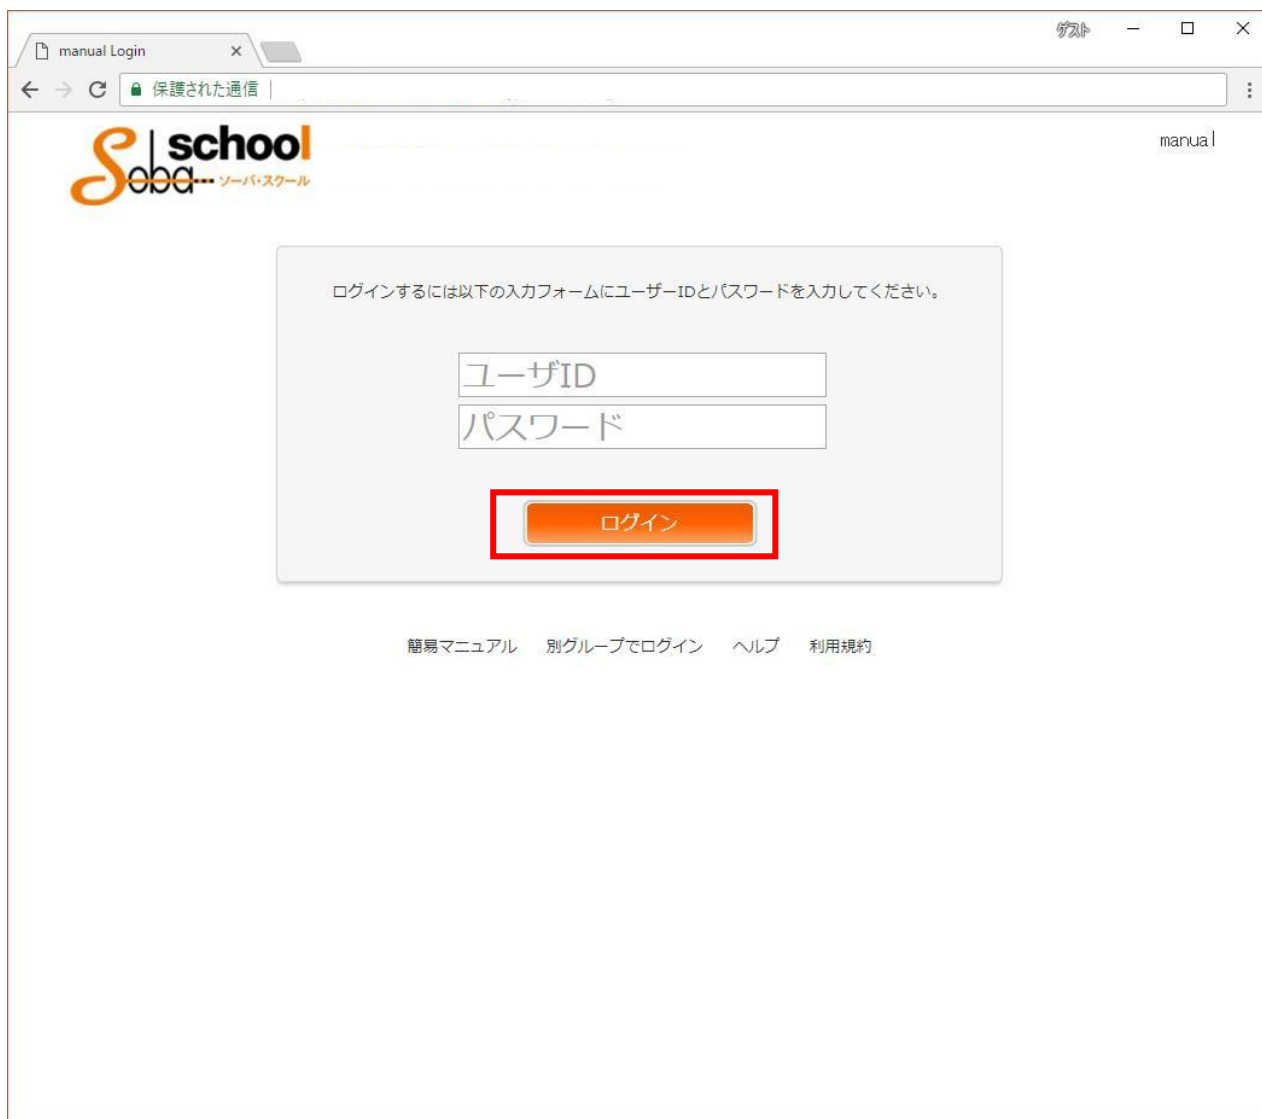 ゲスト
manual Login
保護された通信
school
Soba
ソーバ・スクール
manual
ログインするには以下の入力フォームにユーザーIDとパスワードを入力してください。
ユーザID
パスワード
ログイン
簡易マニュアル 別グループでログイン ヘルプ 利用規約